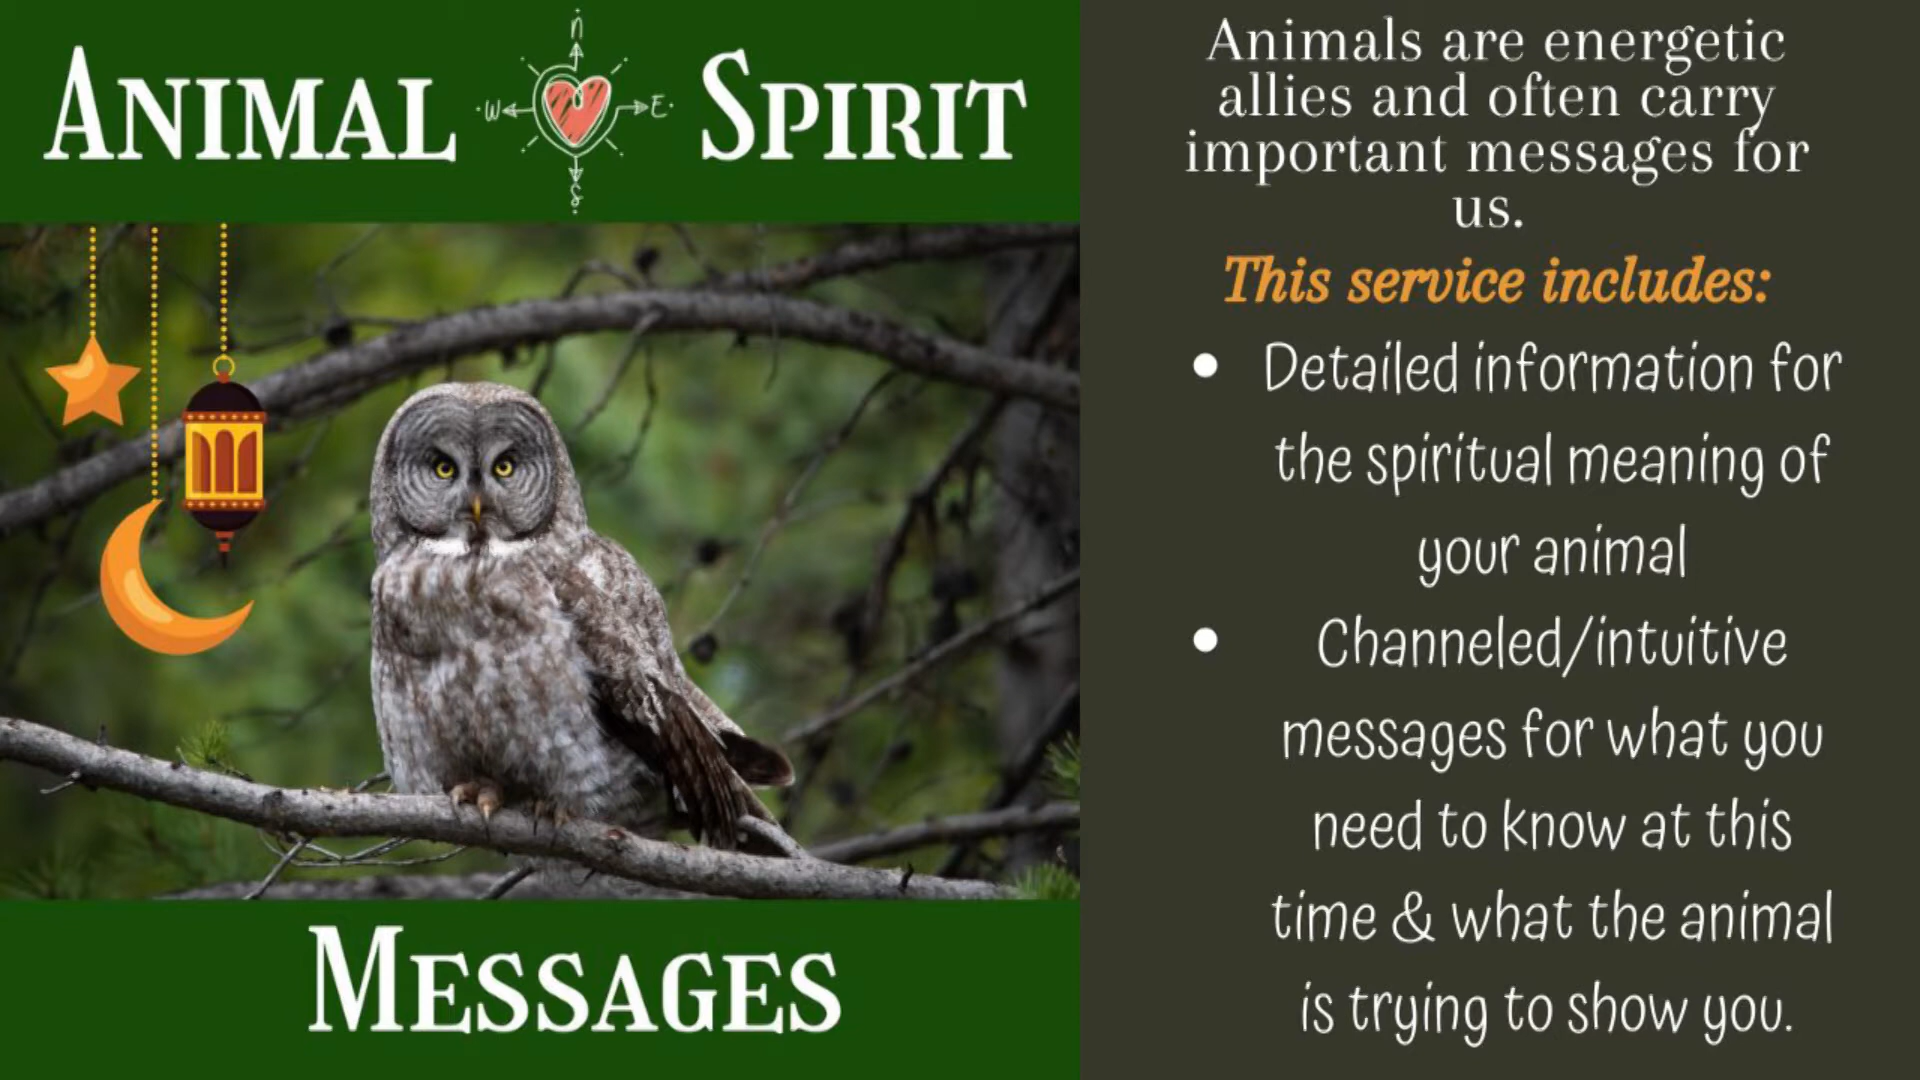 ANIMAL SPIRIT
n
W E
S
MESSAGES
Animals are energetic
allies and often carry
important messages for
us.
This service includes:
• Detailed information for
the spiritual meaning of
your animal
• Channeled/intuitive
messages for what you
need to know at this
time & what the animal
is trying to show you.